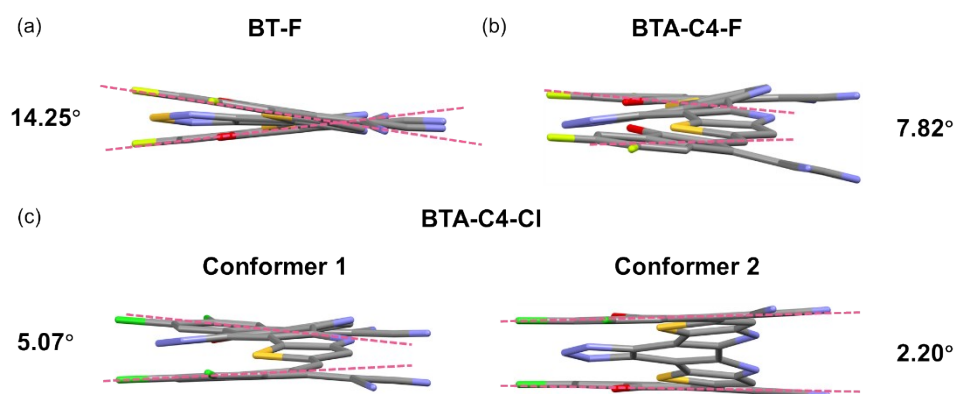 (a) BT-F
14.25°
(b) BTA-C4-F
7.82°
(c)
BTA-C4-Cl
Conformer 1
5.07°
Conformer 2
2.20°